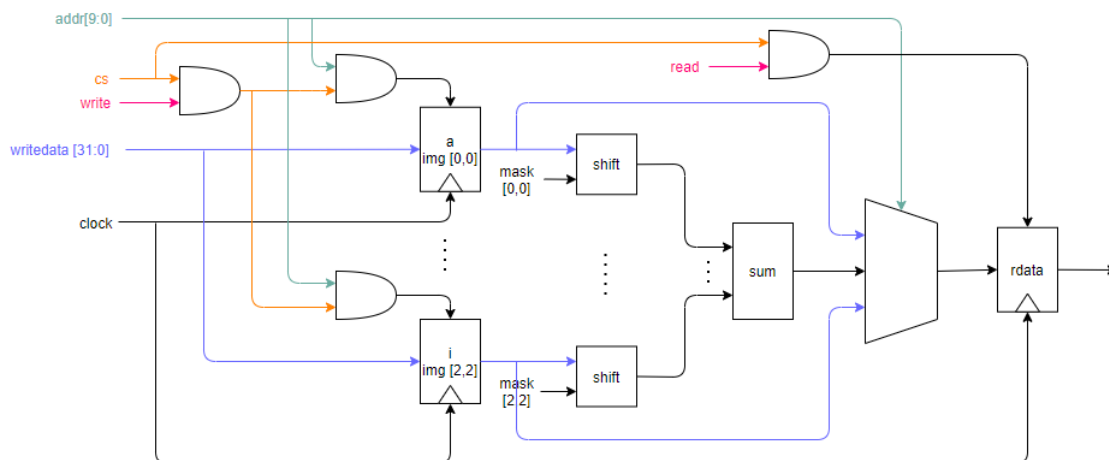 addr[9:0]
cs
write
read
writedata [31:0]
a
img [0,0]
mask
[0,0]
shift
clock
sum
rdata
i
img [2,2]
mask
[2,2]
shift